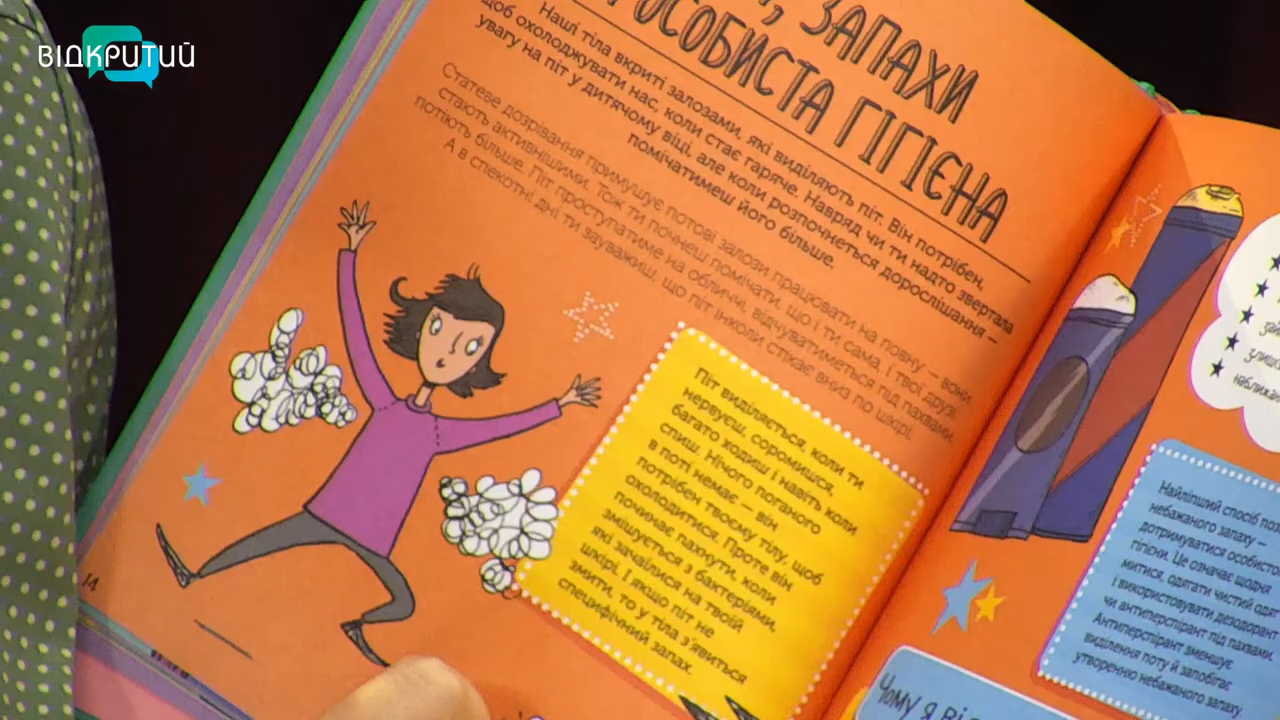 ВІДКРИТИЙ
ЗАПАХИ
ОСОБИСТА ГІГІЄНА
Наші тіла вкриті залозами, які виділяють піт. Він потрібен,
щоб охолоджувати нас, коли стає гаряче. Навряд чи ти надто звертала
увагу на піт у дитячому віці, але коли розпочнеться дорослішання –
помічатимеш його більше.
Статеве дозрівання примушує потові залози працювати на повну – вони
стають активнішими. Тож ти почнеш помічати, що і ти сама, і твої друзі
потіють більше. Піт проступатиме на обличчі, відчуватиметься під пахвами.
А в спекотні дні ти зауважиш, що піт інколи стікає вниз по шкірі.
Піт виділяється, коли ти
нервуєш, соромишся,
багато ходиш і навіть коли
спиш. Нічого поганого
в поті немає — він
потрібен твоєму тілу, щоб
охолодитися. Проте він
починає пахнути, коли
змішується з бактеріями,
які зачаїлися на твоїй
шкірі. І якщо піт не
змити, то у тіла з'явиться
специфічний запах.
14
Найліпший спосіб
небажаного запаху —
дотримуватися особистої
гігієни. Це означає щодня
митися, одягати чистий
і використовувати дезодорант
чи антиперспірант під пахвами.
Антиперспірант зменшує
виділення поту й запобігає
утворенню небажаного запаху
Чому я